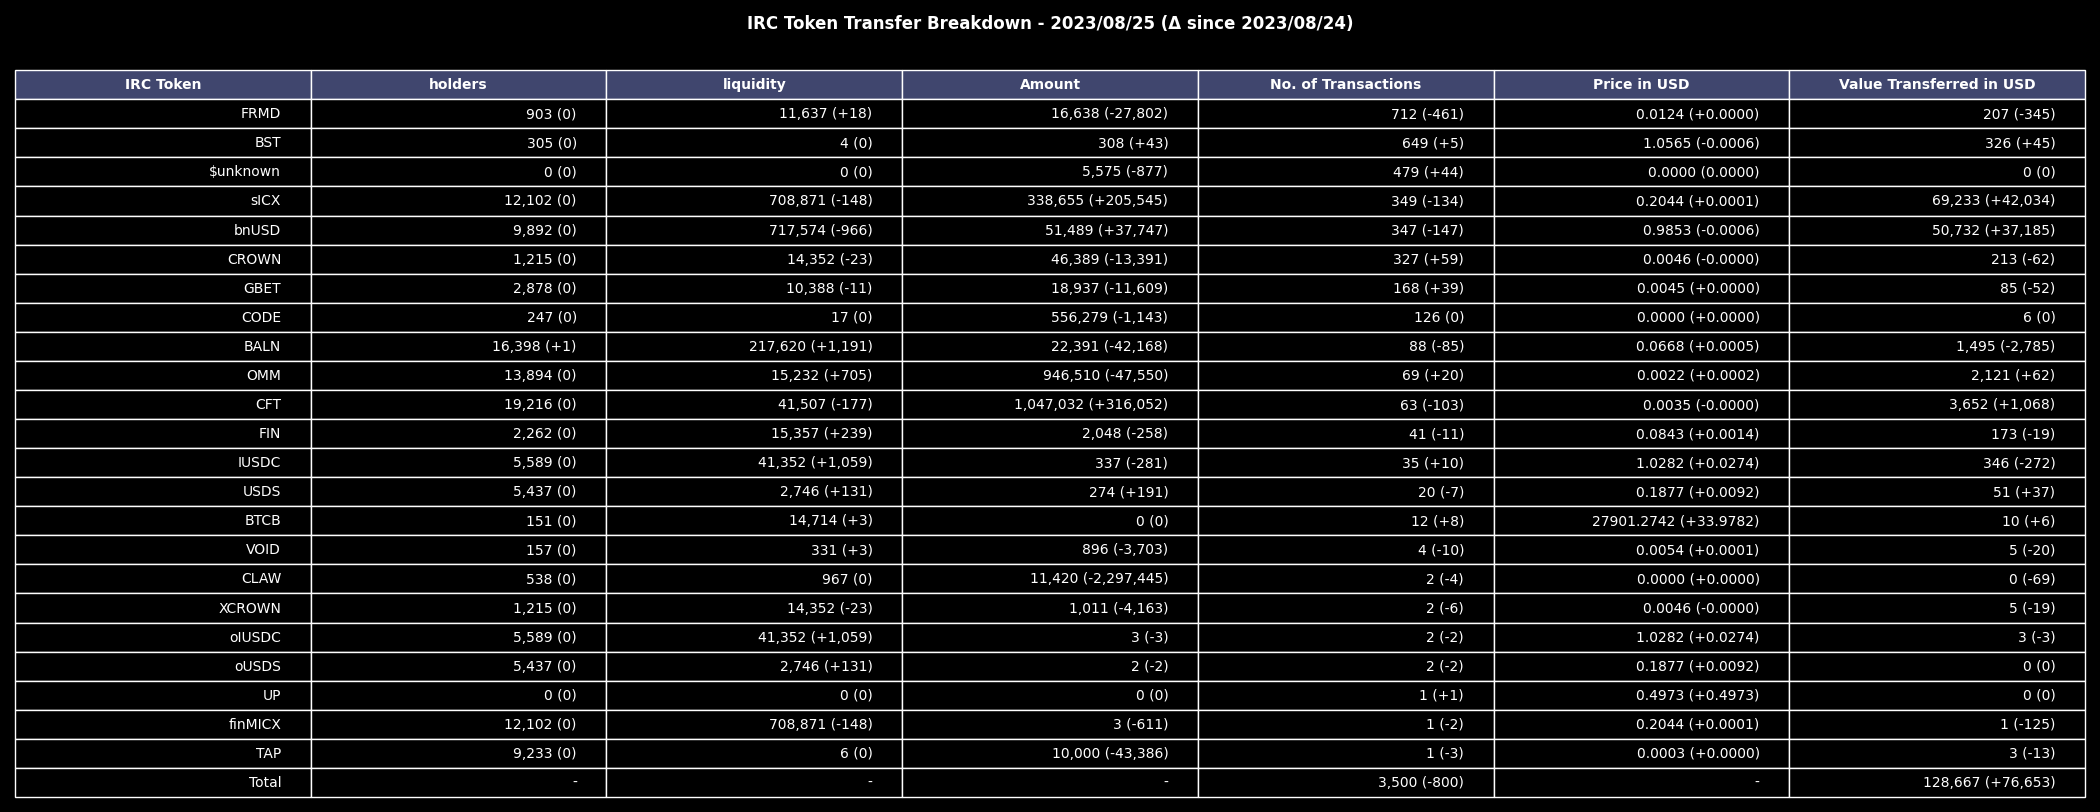 IRC Token Transfer Breakdown - 2023/08/25 (Δ since 2023/08/24)
IRC Token holders liquidity Amount No. of Transactions Price in USD Value Transferred in USD
FRMD 903 (0) 11,637 (+18) 16,638 (-27,802) 712 (-461) 0.0124 (+0.0000) 207 (-345)
BST 305 (0) 4 (0) 308 (+43) 649 (+5) 1.0565 (-0.0006) 326 (+45)
$unknown 0 (0) 0 (0) 5,575 (-877) 479 (+44) 0.0000 (0.0000) 0 (0)
sICX 12,102 (0) 708,871 (-148) 338,655 (+205,545) 349 (-134) 0.2044 (+0.0001) 69,233 (+42,034)
bnUSD 9,892 (0) 717,574 (-966) 51,489 (+37,747) 347 (-147) 0.9853 (-0.0006) 50,732 (+37,185)
CROWN 1,215 (0) 14,352 (-23) 46,389 (-13,391) 327 (+59) 0.0046 (-0.0000) 213 (-62)
GBET 2,878 (0) 10,388 (-11) 18,937 (-11,609) 168 (+39) 0.0045 (+0.0000) 85 (-52)
CODE 247 (0) 17 (0) 556,279 (-1,143) 126 (0) 0.0000 (+0.0000) 6 (0)
BALN 16,398 (+1) 217,620 (+1,191) 22,391 (-42,168) 88 (-85) 0.0668 (+0.0005) 1,495 (-2,785)
OMM 13,894 (0) 15,232 (+705) 946,510 (-47,550) 69 (+20) 0.0022 (+0.0002) 2,121 (+62)
CFT 19,216 (0) 41,507 (-177) 1,047,032 (+316,052) 63 (-103) 0.0035 (-0.0000) 3,652 (+1,068)
FIN 2,262 (0) 15,357 (+239) 2,048 (-258) 41 (-11) 0.0843 (+0.0014) 173 (-19)
IUSDC 5,589 (0) 41,352 (+1,059) 337 (-281) 35 (+10) 1.0282 (+0.0274) 346 (-272)
USDS 5,437 (0) 2,746 (+131) 274 (+191) 20 (-7) 0.1877 (+0.0092) 51 (+37)
BTCB 151 (0) 14,714 (+3) 0 (0) 12 (+8) 27901.2742 (+33.9782) 10 (+6)
VOID 157 (0) 331 (+3) 896 (-3,703) 4 (-10) 0.0054 (+0.0001) 5 (-20)
CLAW 538 (0) 967 (0) 11,420 (-2,297,445) 2 (-4) 0.0000 (+0.0000) 0 (-69)
XCROWN 1,215 (0) 14,352 (-23) 1,011 (-4,163) 2 (-6) 0.0046 (-0.0000) 5 (-19)
oIUSDC 5,589 (0) 41,352 (+1,059) 3 (-3) 2 (-2) 1.0282 (+0.0274) 3 (-3)
oUSDS 5,437 (0) 2,746 (+131) 2 (-2) 2 (-2) 0.1877 (+0.0092) 0 (0)
UP 0 (0) 0 (0) 0 (0) 1 (+1) 0.4973 (+0.4973) 0 (0)
finMICX 12,102 (0) 708,871 (-148) 3 (-611) 1 (-2) 0.2044 (+0.0001) 1 (-125)
TAP 9,233 (0) 6 (0) 10,000 (-43,386) 1 (-3) 0.0003 (+0.0000) 3 (-13)
Total - - - 3,500 (-800) - 128,667 (+76,653)